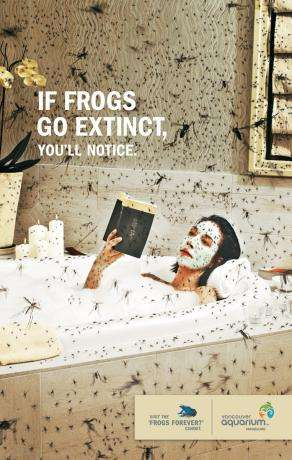 IF FROGS
GO EXTINCT,
YOU'LL NOTICE.
VISIT THE
'FROGS FOREVER?'
EXHIBIT
vancouver
aquarium